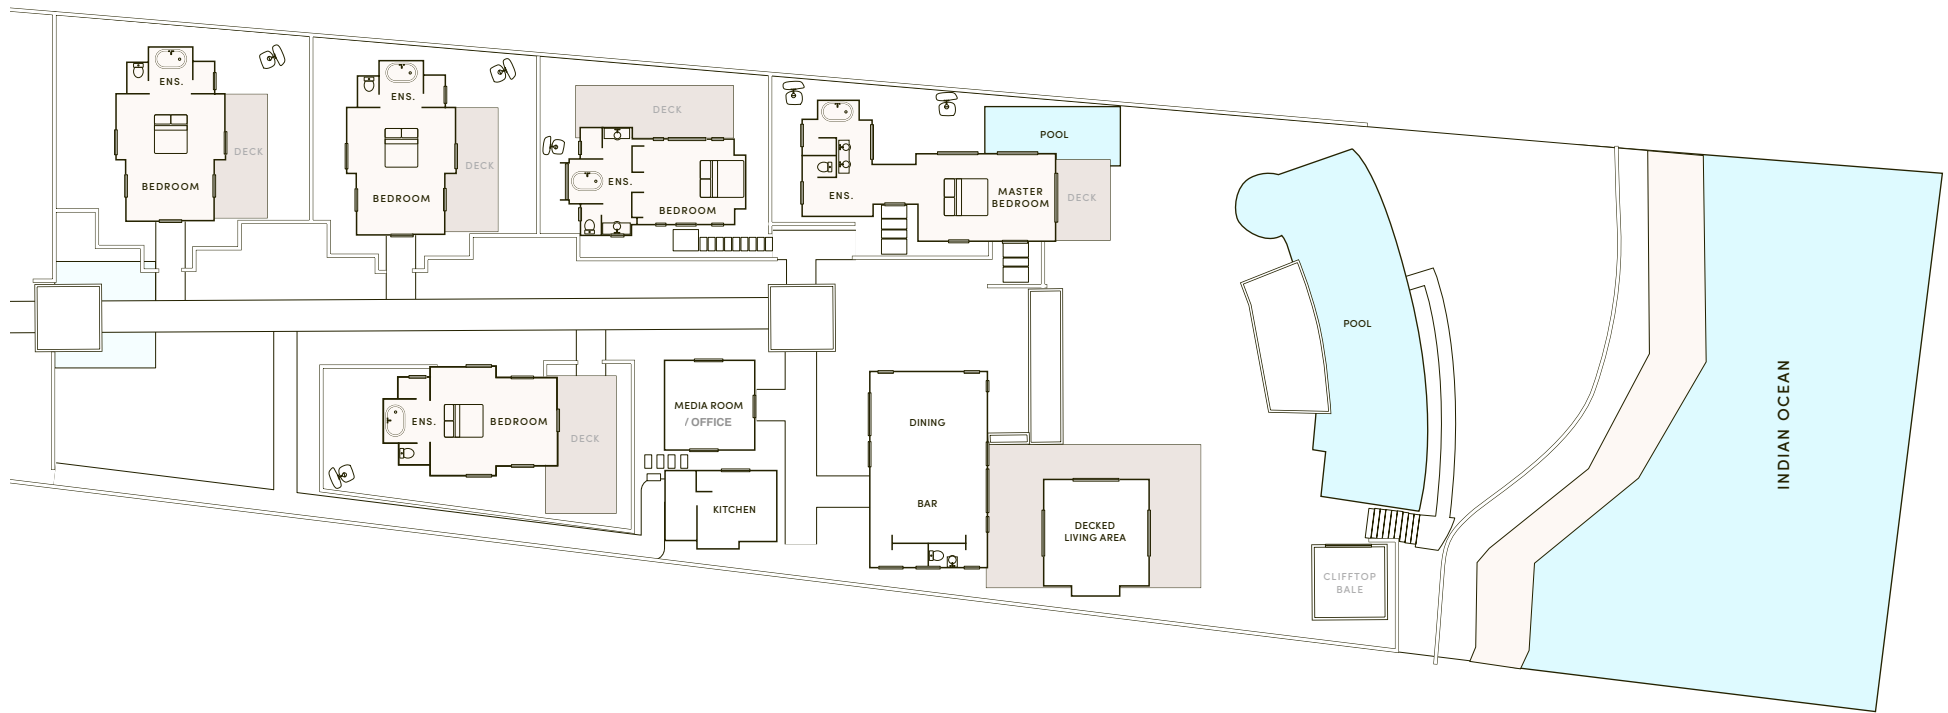 ENS.
DECK
BEDROOM
ENS.
DECK
BEDROOM
DECK
ENS.
BEDROOM
POOL
ENS.
MASTER
BEDROOM
DECK
POOL
INDIAN OCEAN
ENS.
BEDROOM
DECK
MEDIA ROOM
/ OFFICE
KITCHEN
DINING
BAR
DECKED
LIVING AREA
CLIFFTOP
BALE